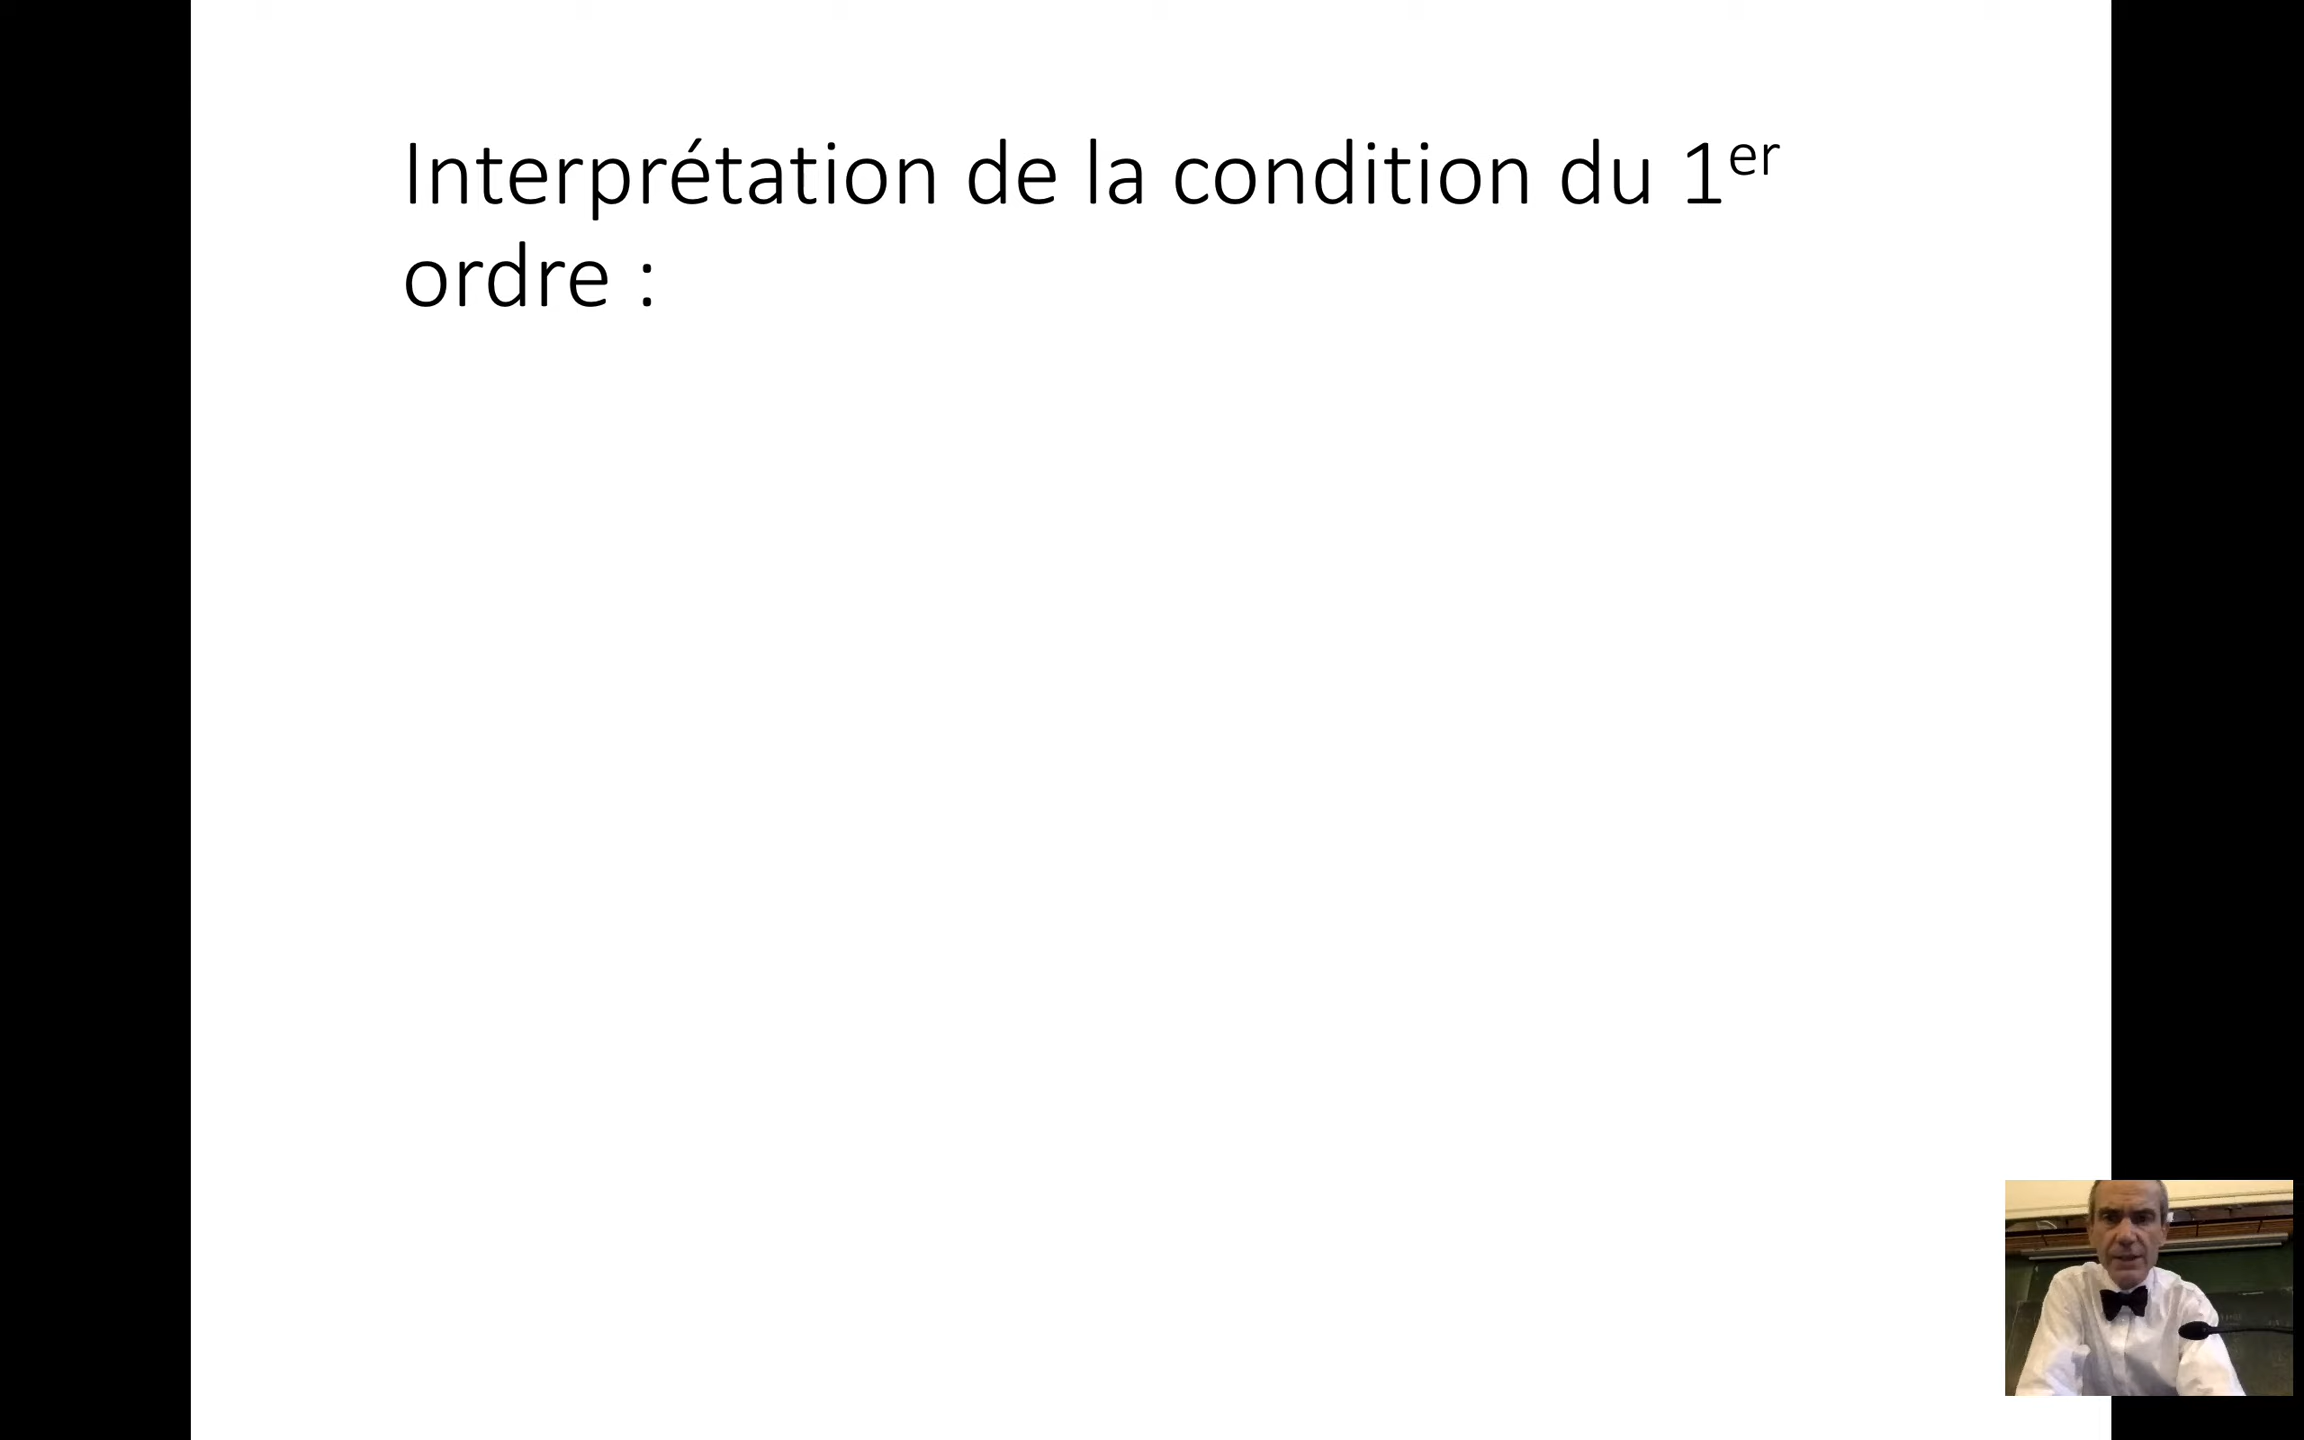 Interprétation de la condition du 1er
ordre :